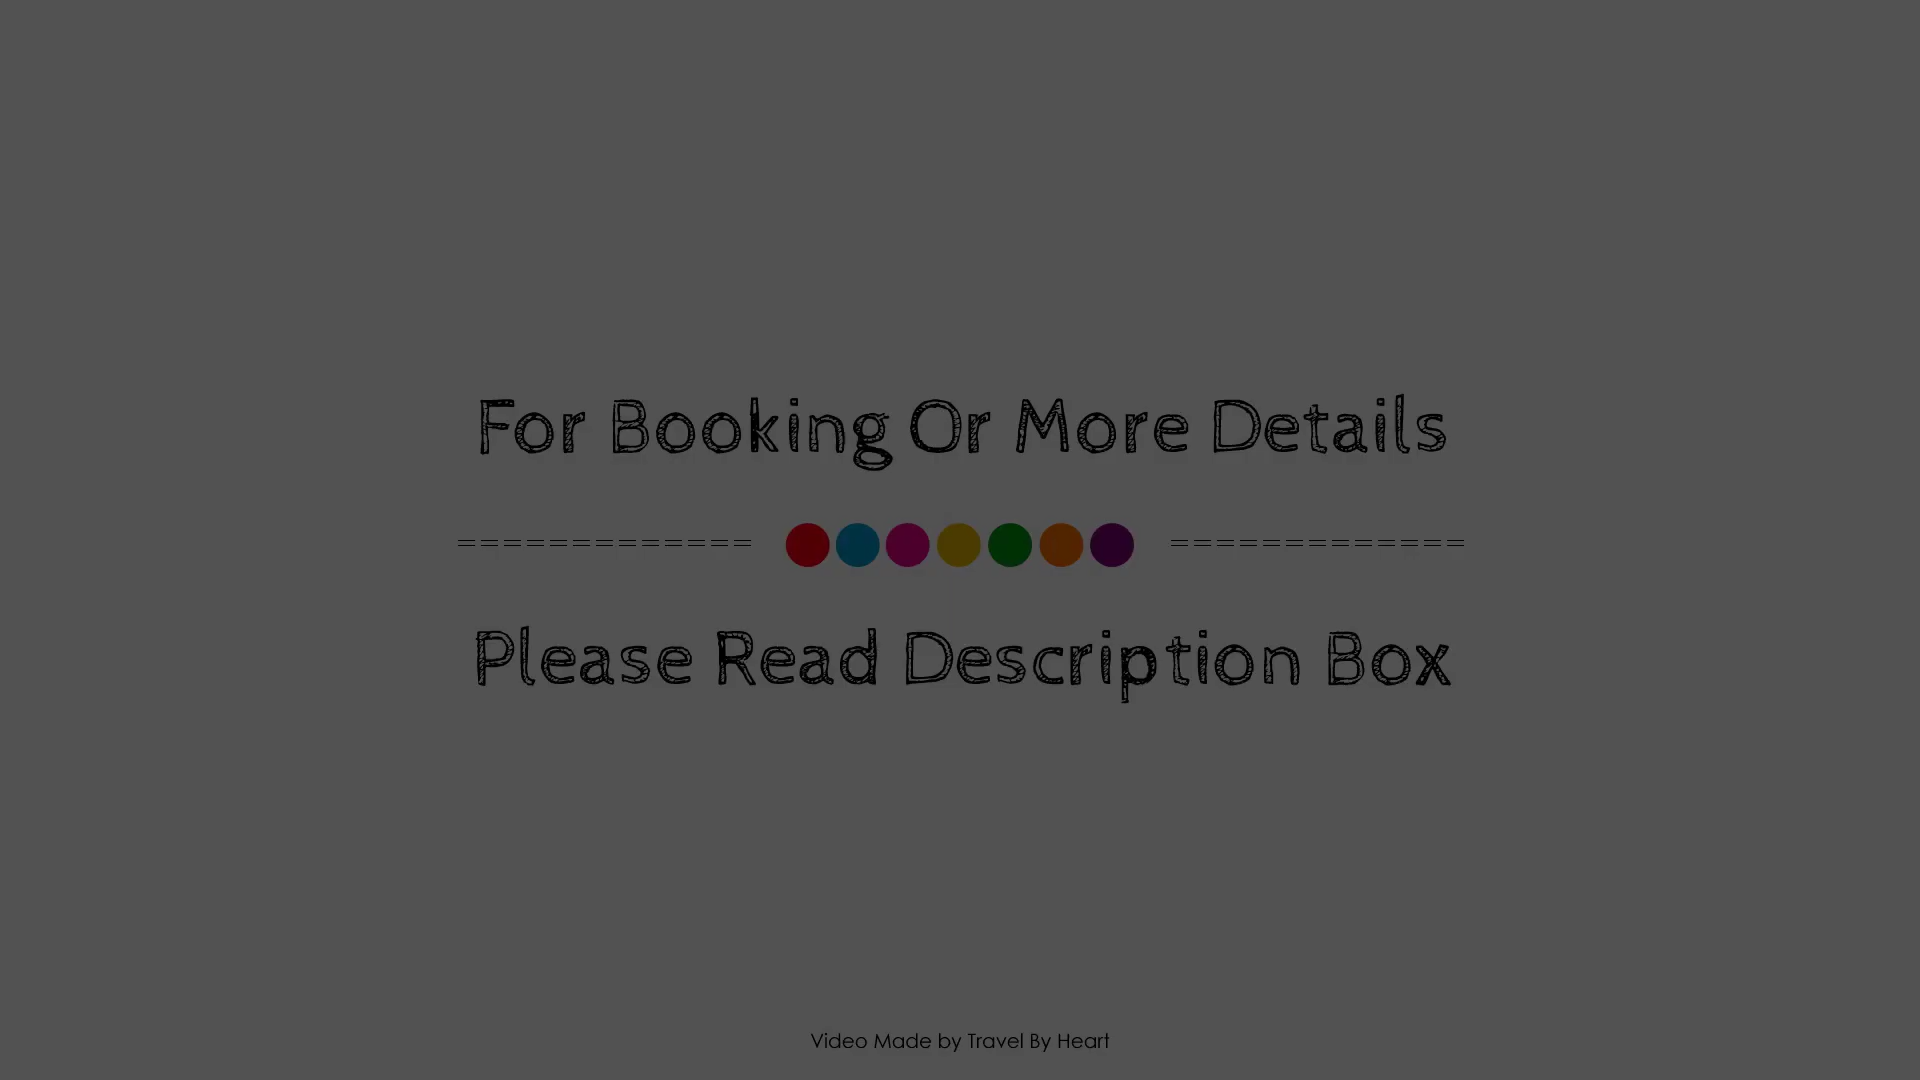 For Booking Or More Details
============= =============
Please Read Description Box
Video Made by Travel By Heart